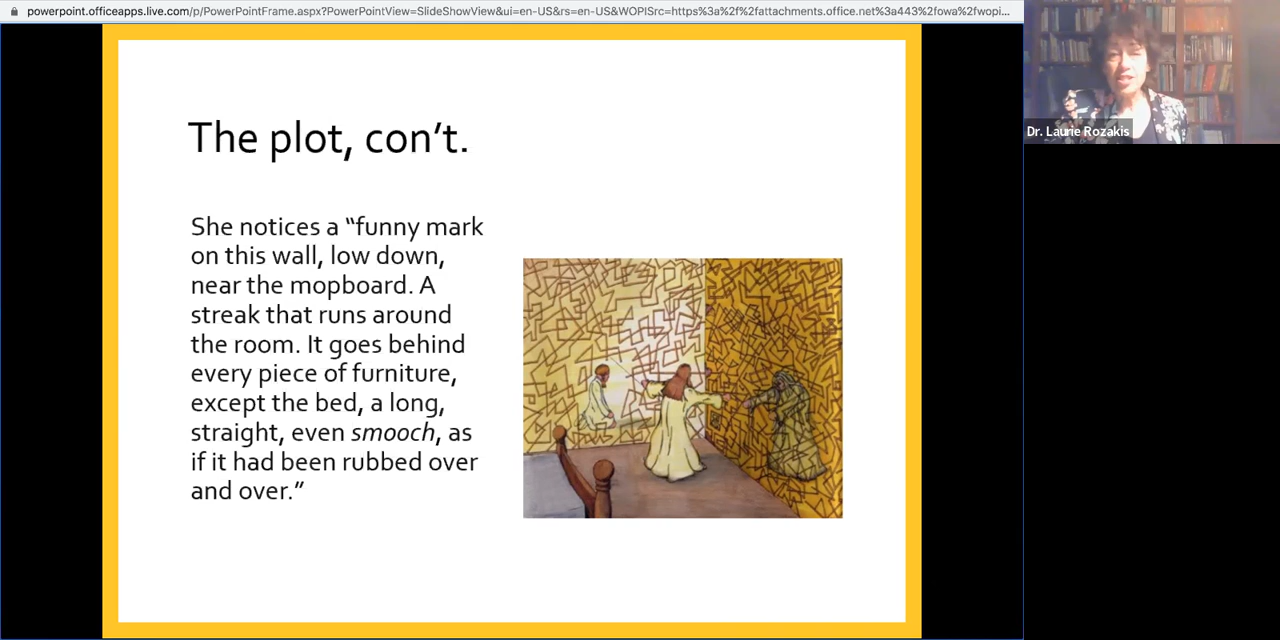 powerpoint.officeapps.live.com/p/PowerPointFrame.aspx?PowerPointView=SlideShowView&ui=en-US&rs=en-US&WOPISrc=https%3a%2f%2fattachments.office.net%3a443%2fowa%2fwopi...
Dr. Laurie Rozakis
The plot, con’t.
She notices a “funny mark
on this wall, low down,
near the mopboard. A
streak that runs around
the room. It goes behind
every piece of furniture,
except the bed, a long,
straight, even smooch, as
if it had been rubbed over
and over.”